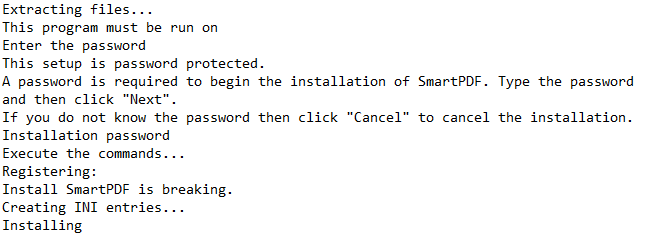 Extracting files...
This program must be run on
Enter the password
This setup is password protected.
A password is required to begin the installation of SmartPDF. Type the password
and then click "Next".
If you do not know the password then click "Cancel" to cancel the installation.
Installation password
Execute the commands...
Registering:
Install SmartPDF is breaking.
Creating INI entries...
Installing